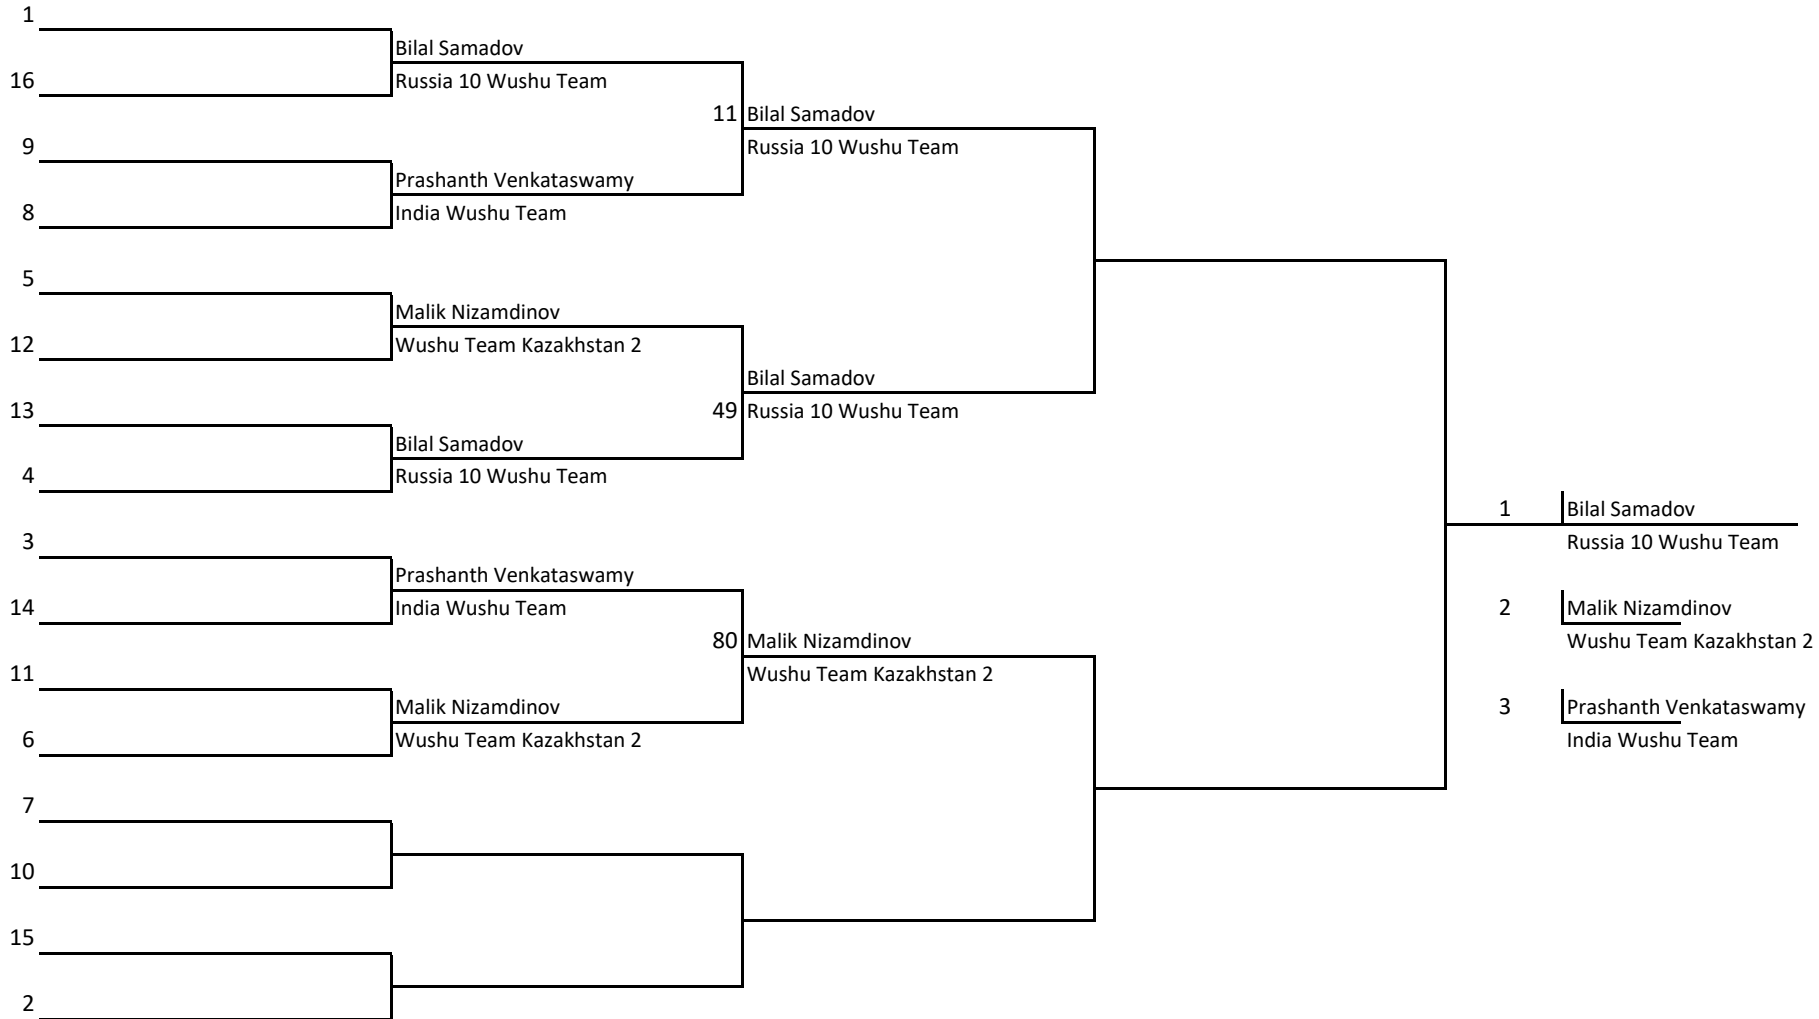 1
16
9
8
5
12
13
4
3
14
11
6
7
10
15
2
Bilal Samadov
Russia 10 Wushu Team
Prashanth Venkataswamy
India Wushu Team
Malik Nizamdinov
Wushu Team Kazakhstan 2
Bilal Samadov
Russia 10 Wushu Team
Prashanth Venkataswamy
India Wushu Team
Malik Nizamdinov
Wushu Team Kazakhstan 2
11 Bilal Samadov
Russia 10 Wushu Team
Bilal Samadov
49 Russia 10 Wushu Team
80 Malik Nizamdinov
Wushu Team Kazakhstan 2
1 Bilal Samadov
Russia 10 Wushu Team
2 Malik Nizamdinov
Wushu Team Kazakhstan 2
3 Prashanth Venkataswamy
India Wushu Team